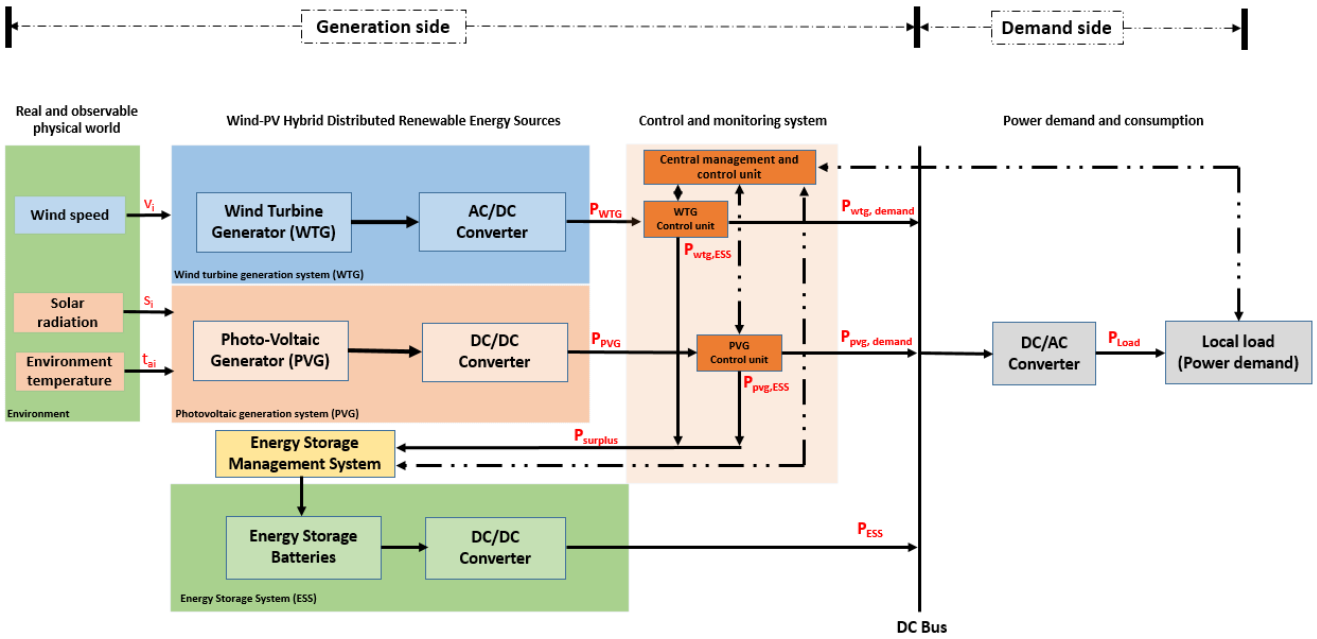 Generation side
Demand side
Real and observable
physical world
Wind-PV Hybrid Distributed Renewable Energy Sources
Control and monitoring system
Power demand and consumption
Central management and
control unit
Wind speed
Vi
Wind Turbine
Generator (WTG)
AC/DC
Converter
PWTG
WTG
Control unit
Pwtg, demand
Pwtg,ESS
Wind turbine generation system (WTG)
Solar
radiation
Si
Environment
temperature
tai
Environment
Photo-Voltaic
Generator (PVG)
DC/DC
Converter
PPVG
PVG
Control unit
Ppvg, demand
Ppvg,ESS
Photovoltaic generation system (PVG)
DC/AC
Converter
PLoad
Local load
(Power demand)
Energy Storage
Management System
Psurplus
Energy Storage
Batteries
DC/DC
Converter
PESS
Energy Storage System (ESS)
DC Bus